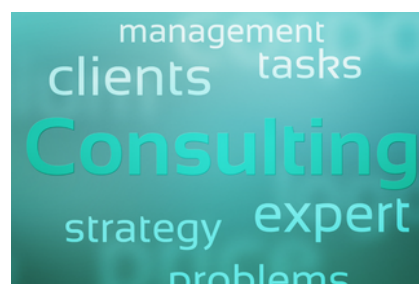 management
clients tasks
Consulting
strategy expert
problems